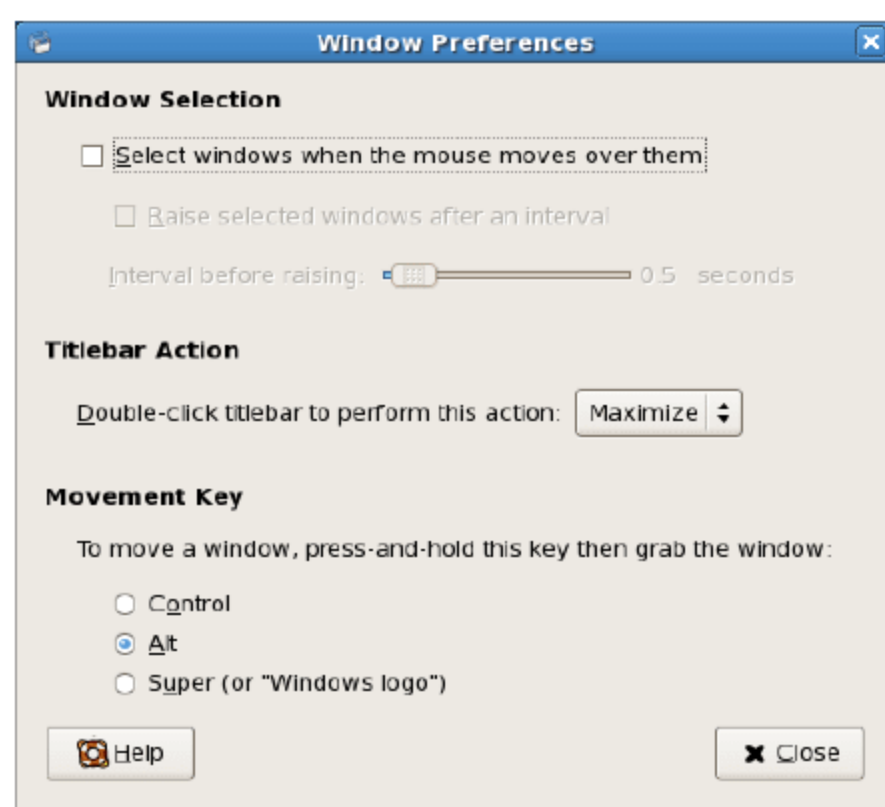 Window Preferences
Window Selection
Select windows when the mouse moves over them
Raise selected windows after an interval
Interval before raising: 0.5 seconds
Titlebar Action
Double-click titlebar to perform this action: Maximize
Movement Key
To move a window, press-and-hold this key then grab the window:
Control
Alt
Super (or "Windows logo")
Help Close